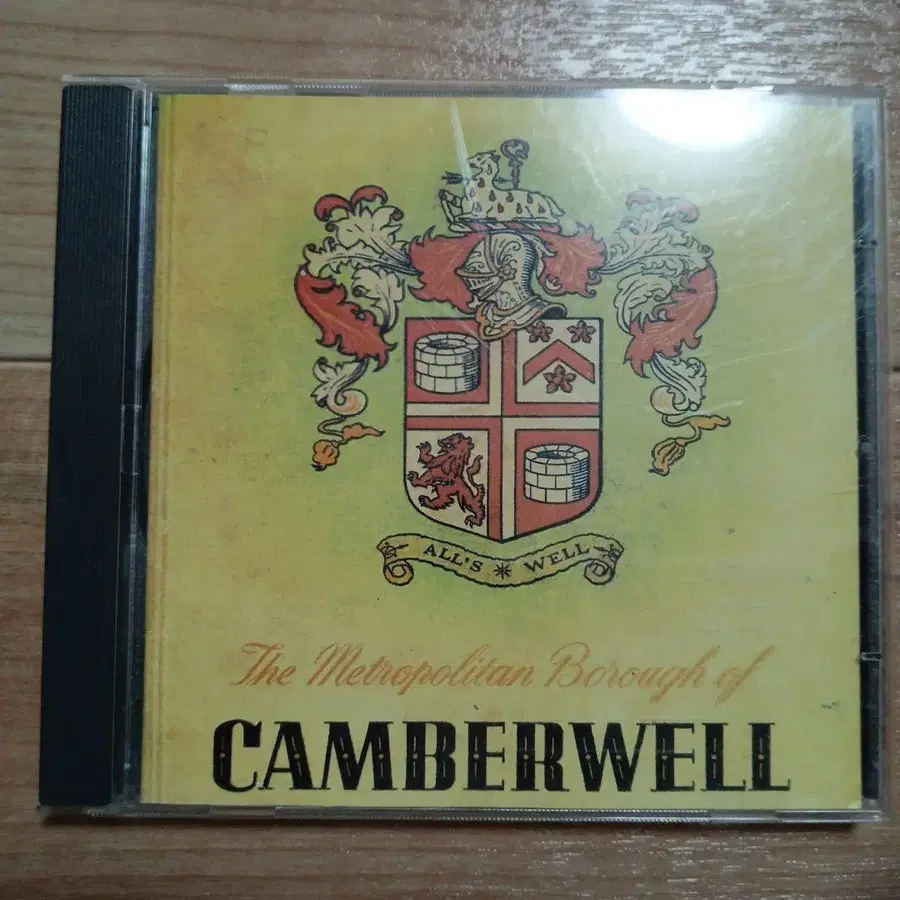 ALL'S WELL
The Metropolitan Borough of
CAMBERWELL